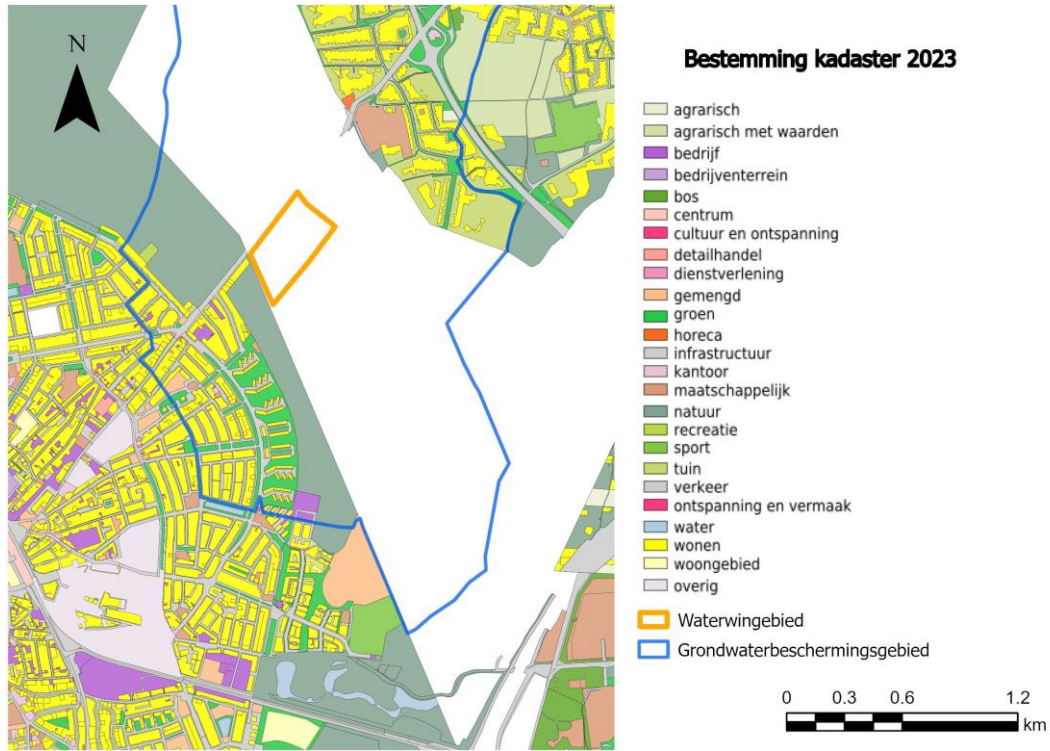 N
Bestemming kadaster 2023
agrarisch
agrarisch met waarden
bedrijf
bedrijventerrein
bos
centrum
cultuur en ontspanning
detailhandel
dienstverlening
gemengd
groen
horeca
infrastructuur
kantoor
maatschappelijk
natuur
recreatie
sport
tuin
verkeer
ontspanning en vermaak
water
wonen
woongebied
overig
Waterwingebied
Grondwaterbeschermingsgebied
0 0.3 0.6 1.2
km